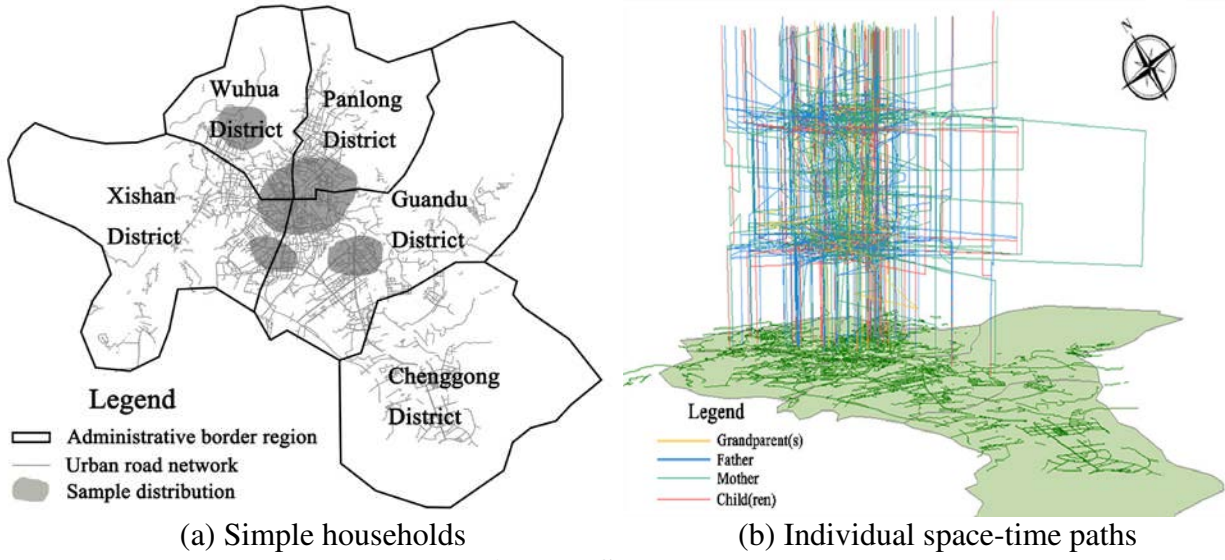 Wuhua
District
Panlong
District
Xishan
District
Guandu
District
Chenggong
District
Legend
Administrative border region
Urban road network
Sample distribution
(a) Simple households
N
Legend
Grandparent(s)
Father
Mother
Child(ren)
(b) Individual space-time paths